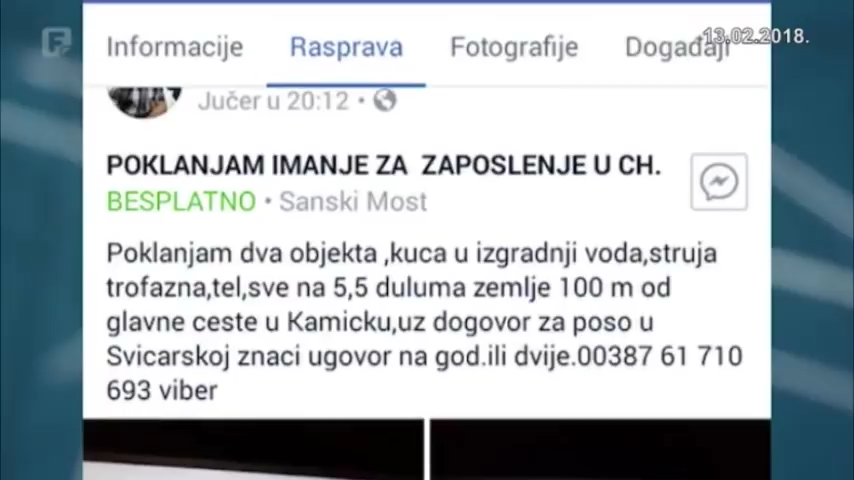 13.02.2018.
Informacije Rasprava Fotografije Događaji
Jučer u 20:12 •
POKLANJAM IMANJE ZA ZAPOSLENJE U CH.
BESPLATNO • Sanski Most
Poklanjam dva objekta ,kuca u izgradnji voda,struja
trofazna,tel,sve na 5,5 duluma zemlje 100 m od
glavne ceste u Kamicku,uz dogovor za poso u
Svicarskoj znaci ugovor na god.ili dvije.00387 61 710
693 viber